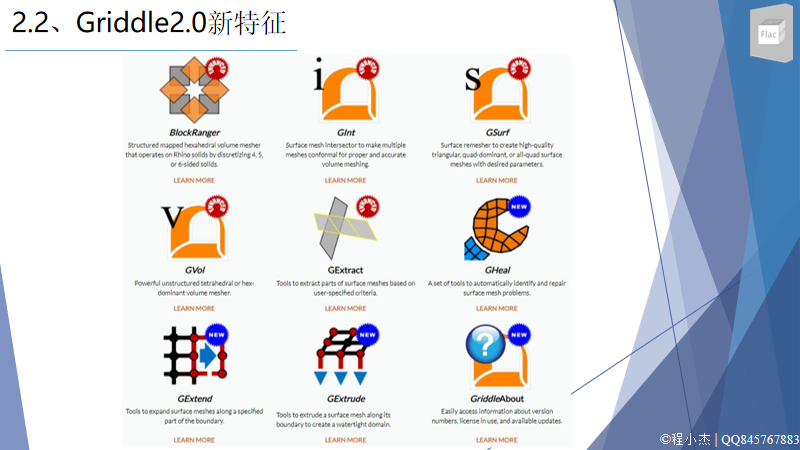 2.2、Griddle2.0新特征
Flac
BlockRanger
Structured mapped hexahedral volume mesher
that operates on Rhino solids by discretizing 4, 5,
or 6-sided solids.
LEARN MORE
i
GInt
Surface mesh intersector to make multiple
meshes conformal for proper and accurate
volume meshing.
LEARN MORE
s
GSurf
Surface remesher to create high-quality
triangular, quad-dominant, or all-quad surface
meshes with desired parameters.
LEARN MORE
V
GVol
Powerful unstructured tetrahedral or hex-
dominant volume mesher.
LEARN MORE
GExtract
Tools to extract parts of surface meshes based on
user-specified criteria.
LEARN MORE
NEW
GHeal
A set of tools to automatically identify and repair
surface mesh problems.
LEARN MORE
NEW
GExtend
Tools to expand surface meshes along a specified
part of the boundary.
LEARN MORE
NEW
GExtrude
Tools to extrude a surface mesh along its
boundary to create a watertight domain.
LEARN MORE
?
NEW
GriddleAbout
Easily access information about version
numbers, license in use, and available updates.
LEARN MORE
©程小杰 | QQ845767883